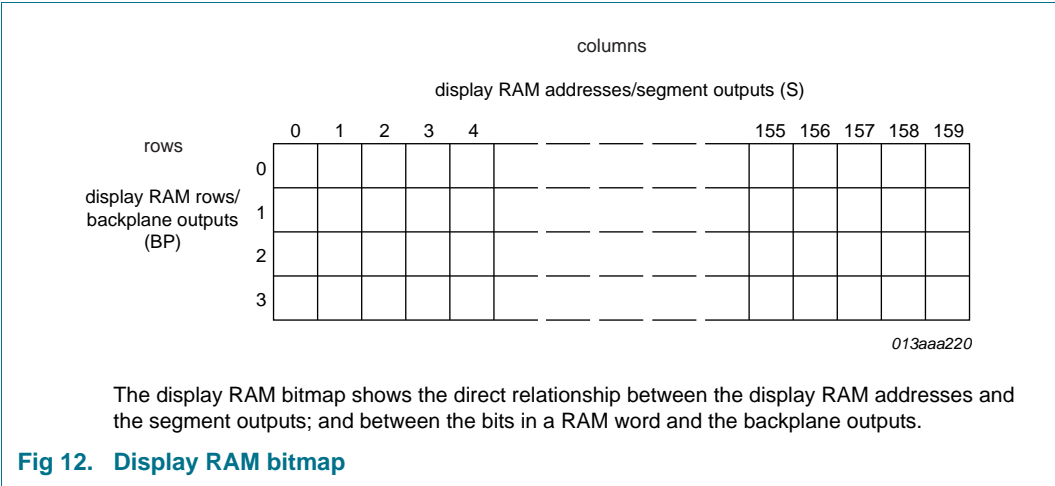 columns
display RAM addresses/segment outputs (S)
0 1 2 3 4 155 156 157 158 159
rows
0
display RAM rows/
backplane outputs
(BP)
1
2
3
013aaa220
The display RAM bitmap shows the direct relationship between the display RAM addresses and
the segment outputs; and between the bits in a RAM word and the backplane outputs.
Fig 12. Display RAM bitmap